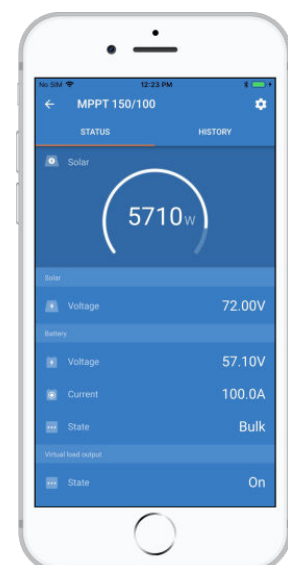 No SIM 12:23 PM
← MPPT 150/100
STATUS HISTORY
Solar
5710W
Solar
Voltage 72.00V
Battery
Voltage 57.10V
Current 100.0A
State Bulk
Virtual load output
State On